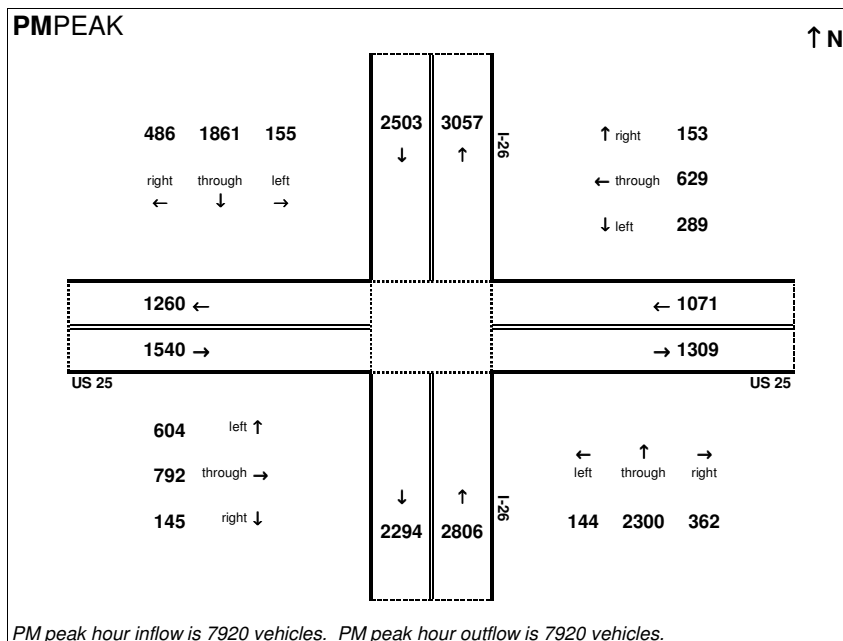 PMPEAK
↑ N
486 1861 155
right through left
← ↓ →
2503 3057
↓ ↑
I-26
↑ right 153
← through 629
↓ left 289
1260 ←
1540 →
← 1071
→ 1309
US 25
US 25
604 left ↑
792 through →
145 right ↓
↓ ↑
2294 2806
I-26
← ↑ →
left through right
144 2300 362
PM peak hour inflow is 7920 vehicles. PM peak hour outflow is 7920 vehicles.